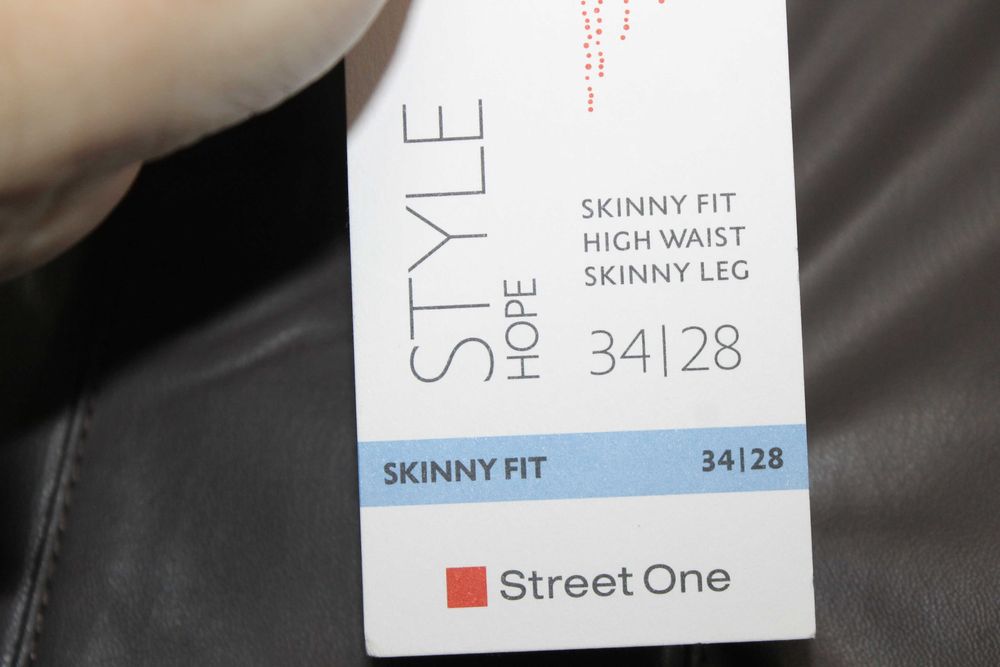 STYLE
HOPE
SKINNY FIT
HIGH WAIST
SKINNY LEG
34|28
SKINNY FIT 34|28
Street One